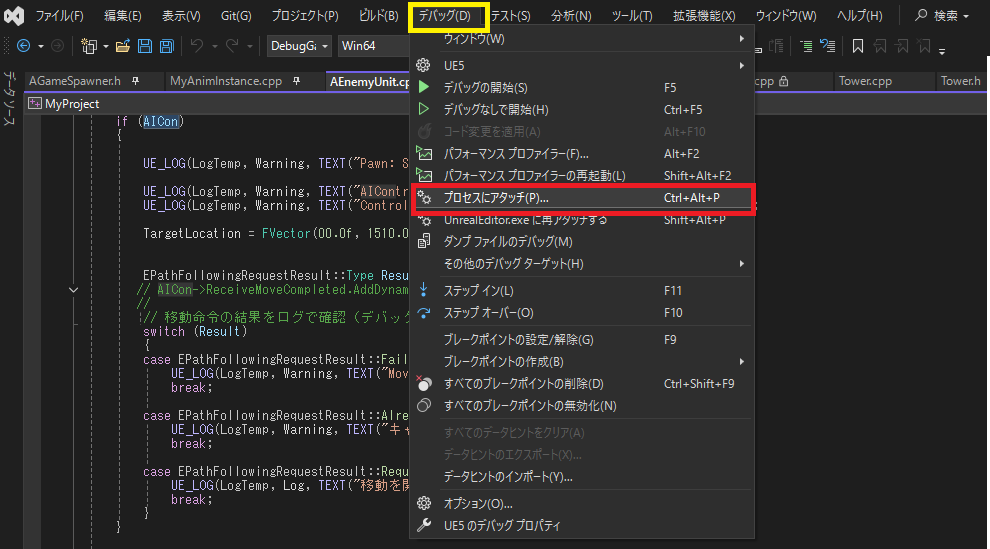 ファイル(F) 編集(E) 表示(V) Git(G) プロジェクト(P) ビルド(B) デバッグ(D) テスト(S) 分析(N) ツール(T) 拡張機能(X) ウィンドウ(W) ヘルプ(H) 検索
DebugGa Win64
データ ソース
AGameSpawner.h MyAnimInstance.cpp AEnemyUnit.cp cpp Tower.cpp Tower.h
MyProject
if (AICon)
{
UE_LOG(LogTemp, Warning, TEXT("Pawn: S
UE_LOG(LogTemp, Warning, TEXT("AIContr
UE_LOG(LogTemp, Warning, TEXT("Control
TargetLocation = FVector(00.0f, 1510.0
EPathFollowingRequestResult::Type Resu
// AICon->ReceiveMoveCompleted.AddDynam
//
// 移動命令の結果をログで確認（デバッグ
switch (Result)
{
case EPathFollowingRequestResult::Fail
UE_LOG(LogTemp, Warning, TEXT("Mov
break;
case EPathFollowingRequestResult::Alre
UE_LOG(LogTemp, Warning, TEXT("キャ
break;
case EPathFollowingRequestResult::Requ
UE_LOG(LogTemp, Log, TEXT("移動を開
break;
}
}
ウィンドウ(W)
UE5
デバッグの開始(S) F5
デバッグなしで開始(H) Ctrl+F5
コード変更を適用(A) Alt+F10
パフォーマンス プロファイラー(F)... Alt+F2
パフォーマンス プロファイラーの再起動(L) Shift+Alt+F2
プロセスにアタッチ(P)... Ctrl+Alt+P
UnrealEditor.exe に再アタッチする Shift+Alt+P
ダンプ ファイルのデバッグ(M)
その他のデバッグ ターゲット(H)
ステップ イン(L) F11
ステップ オーバー(O) F10
ブレークポイントの設定/解除(G) F9
ブレークポイントの作成(B)
すべてのブレークポイントの削除(D) Ctrl+Shift+F9
すべてのブレークポイントの無効化(N)
すべてのデータヒントをクリア(A)
データヒントのエクスポート(X)...
データヒントのインポート(Y)...
オプション(O)...
UE5 のデバッグ プロパティ